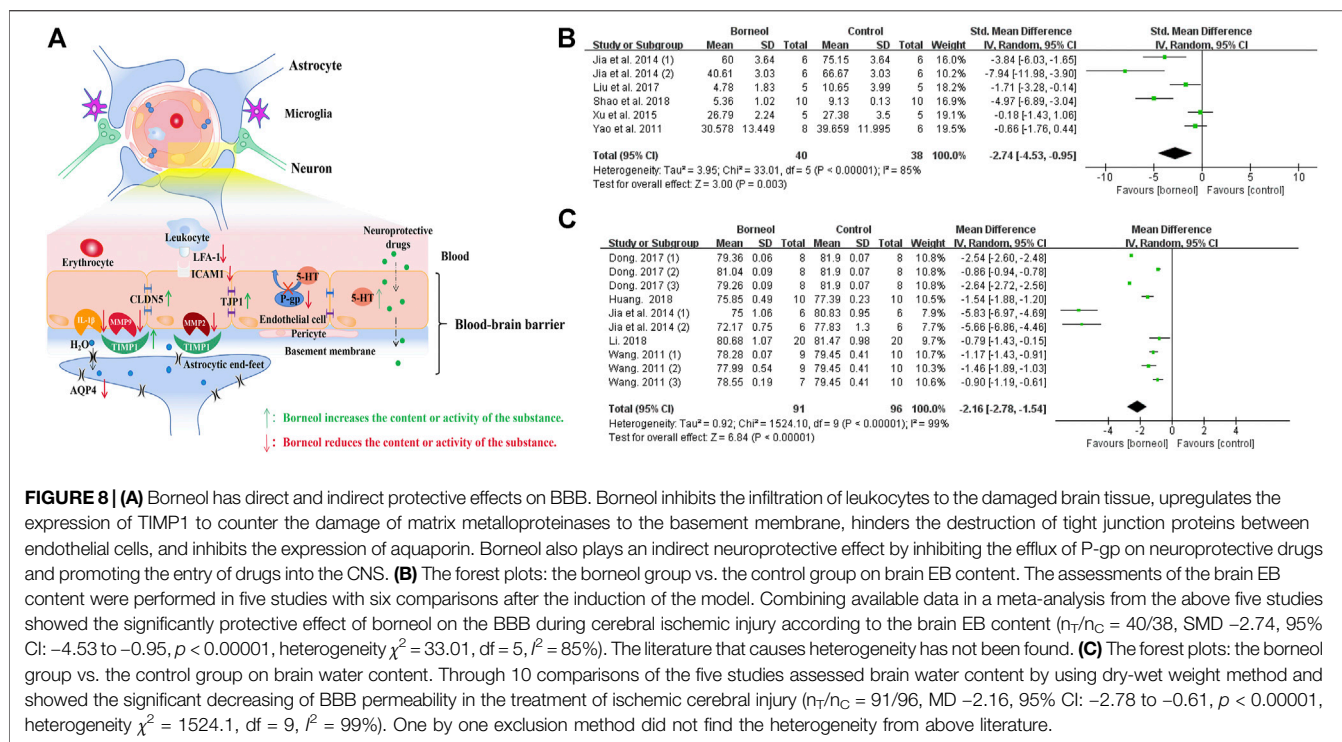 A
Astrocyte
Microglia
Neuron
Leukocyte
Neuroprotective
drugs
LFA-1
Erythrocyte
ICAM1
Blood
5-HT
CLDN5
TJP1
P-gp
5-HT
IL-1β
MMP9
MMP2
Endothelial cell
Blood-brain barrier
TIMP1
TIMP1
Pericyte
H₂O
Basement membrane
Astrocytic end-feet
AQP4
↑: Borneol increases the content or activity of the substance.
↓: Borneol reduces the content or activity of the substance.
B
Borneol Control Std. Mean Difference Std. Mean Difference
Study or Subgroup Mean SD Total Mean SD Total Weight IV, Random, 95% CI IV, Random, 95% CI
Jia et al. 2014 (1) 60 3.64 6 75.15 3.64 6 16.0% -3.84 [-6.03, -1.65]
Jia et al. 2014 (2) 40.61 3.03 6 66.67 3.03 6 10.2% -7.94 [-11.98, -3.90]
Liu et al. 2017 4.78 1.83 5 10.65 3.99 5 18.0% -1.71 [-3.28, -0.14]
Shao et al. 2018 5.36 1.02 10 9.13 0.13 10 16.8% -4.97 [-6.89, -3.04]
Xu et al. 2015 26.79 2.24 5 27.38 3.5 5 19.3% -0.18 [-1.43, 1.06]
Yao et al. 2011 30.578 13.449 8 39.659 11.995 6 19.5% -0.66 [-1.76, 0.44]
Total (95% CI) 40 38 100.0% -2.74 [-4.53, -0.95]
Heterogeneity: Tau² = 3.95; Chi² = 33.01, df = 5 (P < 0.00001); I² = 85%
Test for overall effect: Z = 3.00 (P = 0.003)
-10 -5 0 5 10
Favours [borneol] Favours [control]
C
Borneol Control Mean Difference Mean Difference
Study or Subgroup Mean SD Total Mean SD Total Weight IV, Random, 95% CI IV, Random, 95% CI
Dong. 2017 (1) 79.36 0.06 8 81.9 0.07 8 10.8% -2.54 [-2.60, -2.48]
Dong. 2017 (2) 81.04 0.09 8 81.9 0.07 8 10.8% -0.86 [-0.94, -0.78]
Dong. 2017 (3) 79.26 0.09 8 81.9 0.07 8 10.8% -2.64 [-2.72, -2.56]
Huang. 2018 75.85 0.49 10 77.39 0.23 10 10.6% -1.54 [-1.88, -1.20]
Jia et al. 2014 (1) 75 1.06 6 80.83 0.95 6 7.6% -5.83 [-6.97, -4.69]
Jia et al. 2014 (2) 72.17 0.75 6 77.83 1.3 6 7.4% -5.66 [-6.86, -4.46]
Li. 2018 80.68 1.07 20 81.47 0.98 20 9.8% -0.79 [-1.43, -0.15]
Wang. 2011 (1) 78.28 0.07 9 79.45 0.41 10 10.7% -1.17 [-1.43, -0.91]
Wang. 2011 (2) 77.99 0.54 9 79.45 0.41 10 10.3% -1.46 [-1.89, -1.03]
Wang. 2011 (3) 78.55 0.19 7 79.45 0.41 10 10.7% -0.90 [-1.19, -0.61]
Total (95% CI) 91 96 100.0% -2.16 [-2.78, -1.54]
Heterogeneity: Tau² = 0.92; Chi² = 1524.10, df = 9 (P < 0.00001); I² = 99%
Test for overall effect: Z = 6.84 (P < 0.00001)
-4 -2 0 2 4
Favours [borneol] Favours [control]
FIGURE 8 | (A) Borneol has direct and indirect protective effects on BBB. Borneol inhibits the infiltration of leukocytes to the damaged brain tissue, upregulates the
expression of TIMP1 to counter the damage of matrix metalloproteinases to the basement membrane, hinders the destruction of tight junction proteins between
endothelial cells, and inhibits the expression of aquaporin. Borneol also plays an indirect neuroprotective effect by inhibiting the efflux of P-gp on neuroprotective drugs
and promoting the entry of drugs into the CNS. (B) The forest plots: the borneol group vs. the control group on brain EB content. The assessments of the brain EB
content were performed in five studies with six comparisons after the induction of the model. Combining available data in a meta-analysis from the above five studies
showed the significantly protective effect of borneol on the BBB during cerebral ischemic injury according to the brain EB content (nT/nC = 40/38, SMD −2.74, 95%
CI: −4.53 to −0.95, p < 0.00001, heterogeneity χ² = 33.01, df = 5, I² = 85%). The literature that causes heterogeneity has not been found. (C) The forest plots: the borneol
group vs. the control group on brain water content. Through 10 comparisons of the five studies assessed brain water content by using dry-wet weight method and
showed the significant decreasing of BBB permeability in the treatment of ischemic cerebral injury (nT/nC = 91/96, MD −2.16, 95% CI: −2.78 to −0.61, p < 0.00001,
heterogeneity χ² = 1524.1, df = 9, I² = 99%). One by one exclusion method did not find the heterogeneity from above literature.